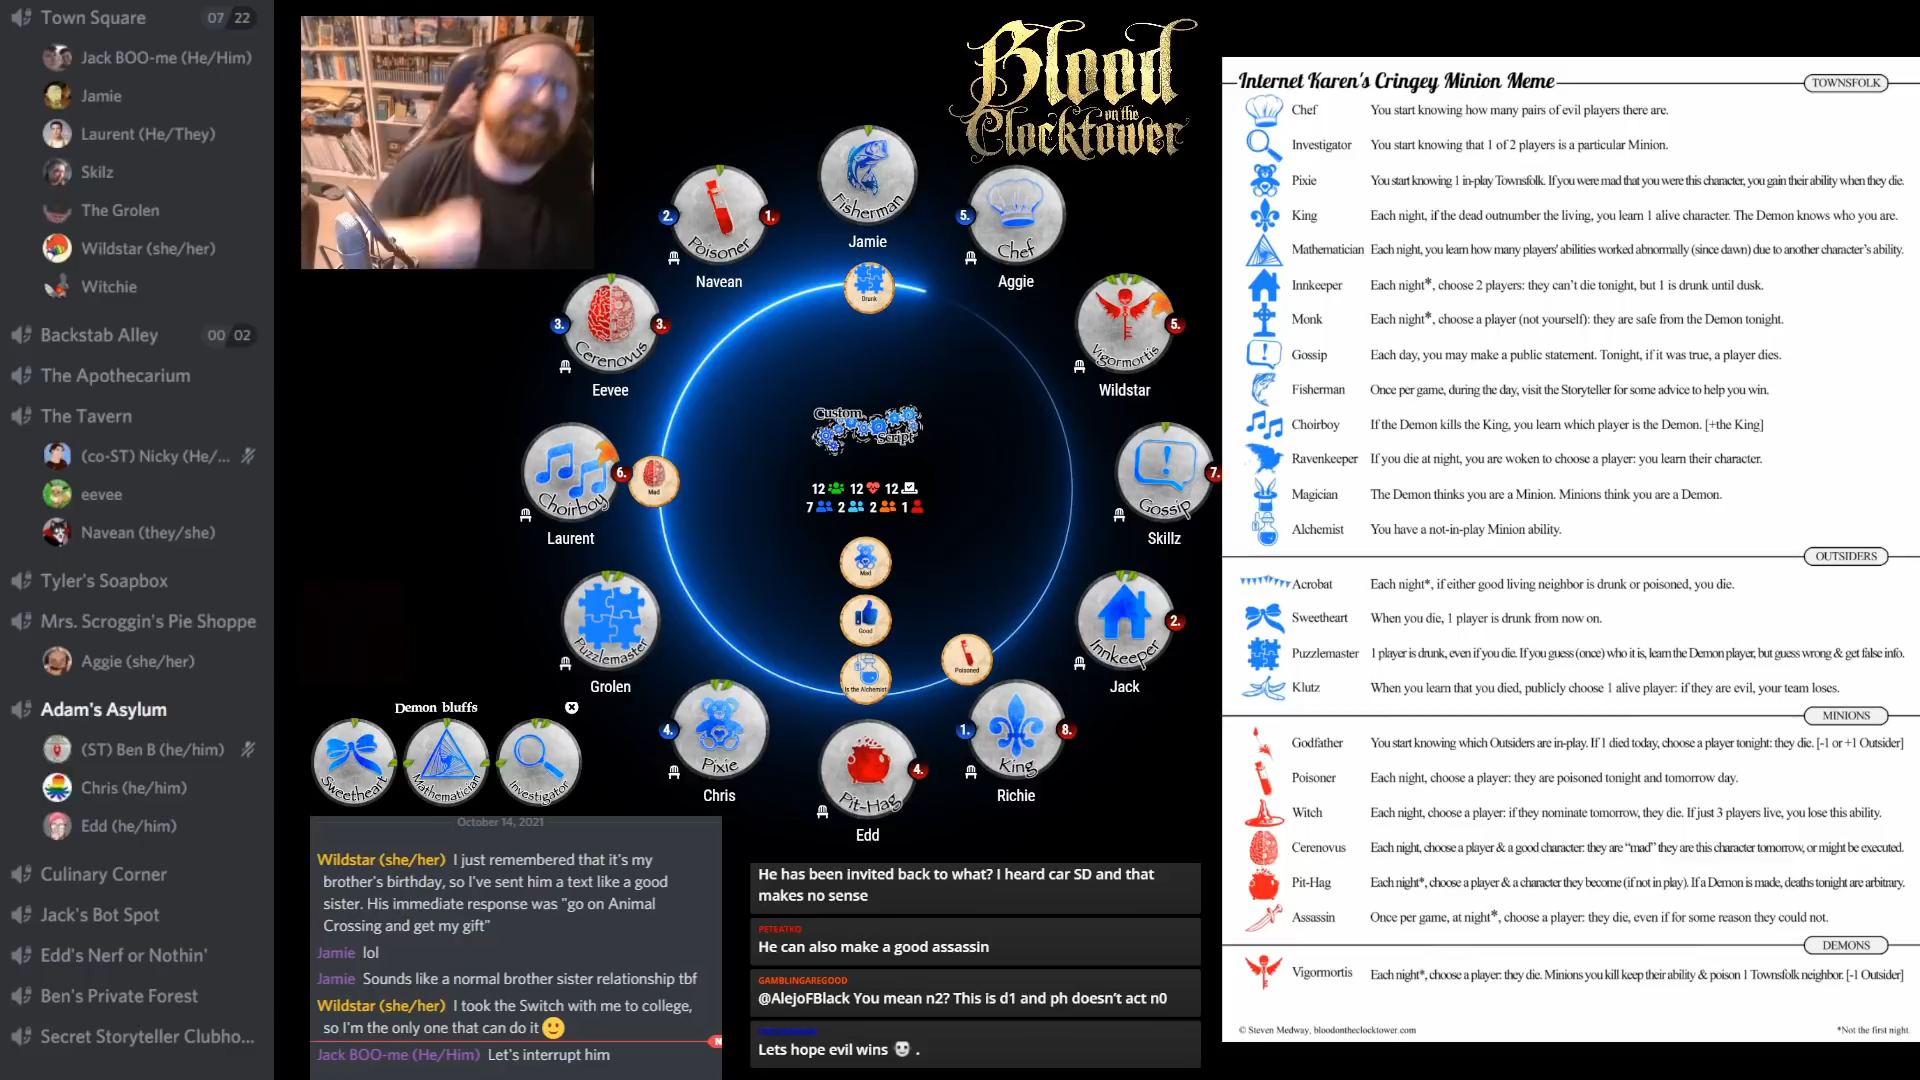 Town Square 07 22
Jack BOO-me (He/Him)
Jamie
Laurent (He/They)
Skilz
The Grolen
Wildstar (she/her)
Witchie
Backstab Alley 00 02
The Apothecarium
The Tavern
(co-ST) Nicky (He/...
eevee
Navean (they/she)
Tyler's Soapbox
Mrs. Scroggin's Pie Shoppe
Aggie (she/her)
Adam's Asylum
(ST) Ben B (he/him)
Chris (he/him)
Edd (he/him)
Culinary Corner
Jack's Bot Spot
Edd's Nerf or Nothin'
Ben's Private Forest
Secret Storyteller Clubho...
Blood
on the
Clocktower
Fisherman
Jamie
Drunk
2.
Poisoner
1.
Navean
5.
Chef
Aggie
3.
Cerenovus
3.
Eevee
Vigormortis
5.
Wildstar
Choirboy
6.
Mad
Laurent
Custom
Script
12 12 12
7 2 2 1
Gossip
7.
Skillz
Puzzlemaster
Grolen
Mad
Good
Is the Alchemist
Poisoned
Innkeeper
2.
Jack
4.
Pixie
Chris
Pit-Hag
4.
Edd
1.
King
8.
Richie
Demon bluffs
Sweetheart
Mathematician
Investigator
October 14, 2021
Wildstar (she/her) I just remembered that it's my
brother's birthday, so I've sent him a text like a good
sister. His immediate response was "go on Animal
Crossing and get my gift"
Jamie lol
Jamie Sounds like a normal brother sister relationship tbf
Wildstar (she/her) I took the Switch with me to college,
so I'm the only one that can do it
Jack BOO-me (He/Him) Let's interrupt him
He has been invited back to what? I heard car SD and that
makes no sense
PETEATKO
He can also make a good assassin
GAMBLINGAREGOOD
@AlejoFBlack You mean n2? This is d1 and ph doesn't act n0
Lets hope evil wins .
Internet Karen's Cringey Minion Meme
TOWNSFOLK
Chef You start knowing how many pairs of evil players there are.
Investigator You start knowing that 1 of 2 players is a particular Minion.
Pixie You start knowing 1 in-play Townsfolk. If you were mad that you were this character, you gain their ability when they die.
King Each night, if the dead outnumber the living, you learn 1 alive character. The Demon knows who you are.
Mathematician Each night, you learn how many players' abilities worked abnormally (since dawn) due to another character's ability.
Innkeeper Each night*, choose 2 players: they can't die tonight, but 1 is drunk until dusk.
Monk Each night*, choose a player (not yourself): they are safe from the Demon tonight.
Gossip Each day, you may make a public statement. Tonight, if it was true, a player dies.
Fisherman Once per game, during the day, visit the Storyteller for some advice to help you win.
Choirboy If the Demon kills the King, you learn which player is the Demon. [+the King]
Ravenkeeper If you die at night, you are woken to choose a player: you learn their character.
Magician The Demon thinks you are a Minion. Minions think you are a Demon.
Alchemist You have a not-in-play Minion ability.
OUTSIDERS
Acrobat Each night*, if either good living neighbor is drunk or poisoned, you die.
Sweetheart When you die, 1 player is drunk from now on.
Puzzlemaster 1 player is drunk, even if you die. If you guess (once) who it is, learn the Demon player, but guess wrong & get false info.
Klutz When you learn that you died, publicly choose 1 alive player: if they are evil, your team loses.
MINIONS
Godfather You start knowing which Outsiders are in-play. If 1 died today, choose a player tonight: they die. [-1 or +1 Outsider]
Poisoner Each night, choose a player: they are poisoned tonight and tomorrow day.
Witch Each night, choose a player: if they nominate tomorrow, they die. If just 3 players live, you lose this ability.
Cerenovus Each night, choose a player & a good character: they are "mad" they are this character tomorrow, or might be executed.
Pit-Hag Each night*, choose a player & a character they become (if not in play). If a Demon is made, deaths tonight are arbitrary.
Assassin Once per game, at night*, choose a player: they die, even if for some reason they could not.
DEMONS
Vigormortis Each night*, choose a player: they die. Minions you kill keep their ability & poison 1 Townsfolk neighbor. [-1 Outsider]
© Steven Medway, bloodontheclocktower.com *Not the first night.